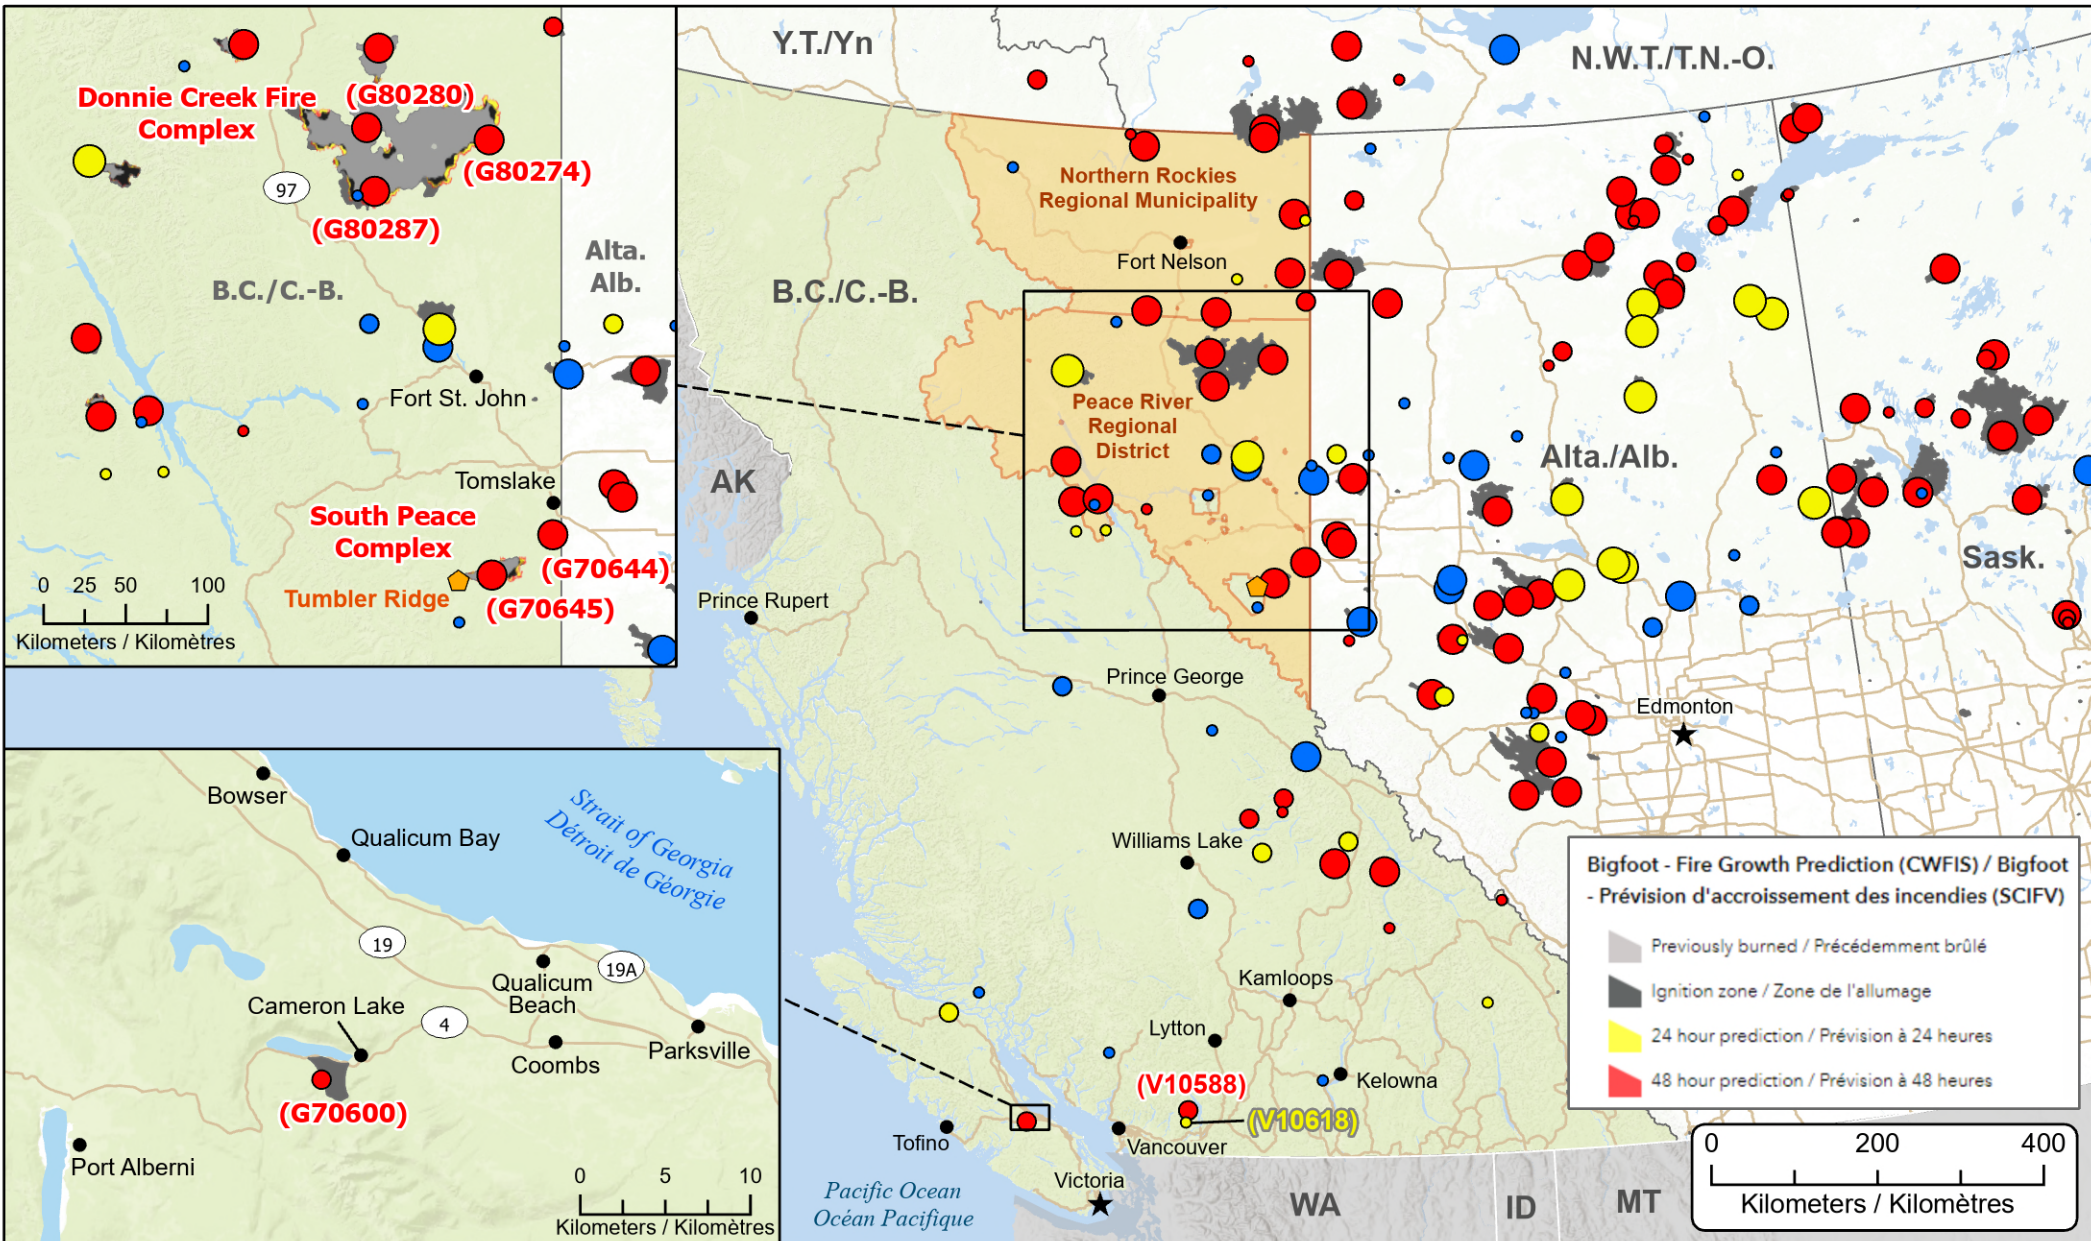 Donnie Creek Fire
Complex
(G80280)
(G80274)
97
(G80287)
Alta.
Alb.
B.C./C.-B.
Fort St. John
Tomslake
South Peace
Complex
(G70644)
Tumbler Ridge
(G70645)
0 25 50 100
Kilometers / Kilomètres
Bowser
Qualicum Bay
Strait of Georgia
Détroit de Géorgie
19
19A
Qualicum
Beach
Cameron Lake
4
Coombs
Parksville
(G70600)
Port Alberni
0 5 10
Kilometers / Kilomètres
Y.T./Yn
N.W.T./T.N.-O.
Northern Rockies
Regional Municipality
Fort Nelson
B.C./C.-B.
Peace River
Regional
District
AK
Alta./Alb.
Sask.
Prince Rupert
Prince George
Edmonton
Williams Lake
Kamloops
Lytton
Kelowna
(V10588)
(V10618)
Tofino
Vancouver
Victoria
Pacific Ocean
Océan Pacifique
WA
ID
MT
Bigfoot - Fire Growth Prediction (CWFIS) / Bigfoot
- Prévision d'accroissement des incendies (SCIFV)
Previously burned / Précédemment brûlé
Ignition zone / Zone de l'allumage
24 hour prediction / Prévision à 24 heures
48 hour prediction / Prévision à 48 heures
0 200 400
Kilometers / Kilomètres